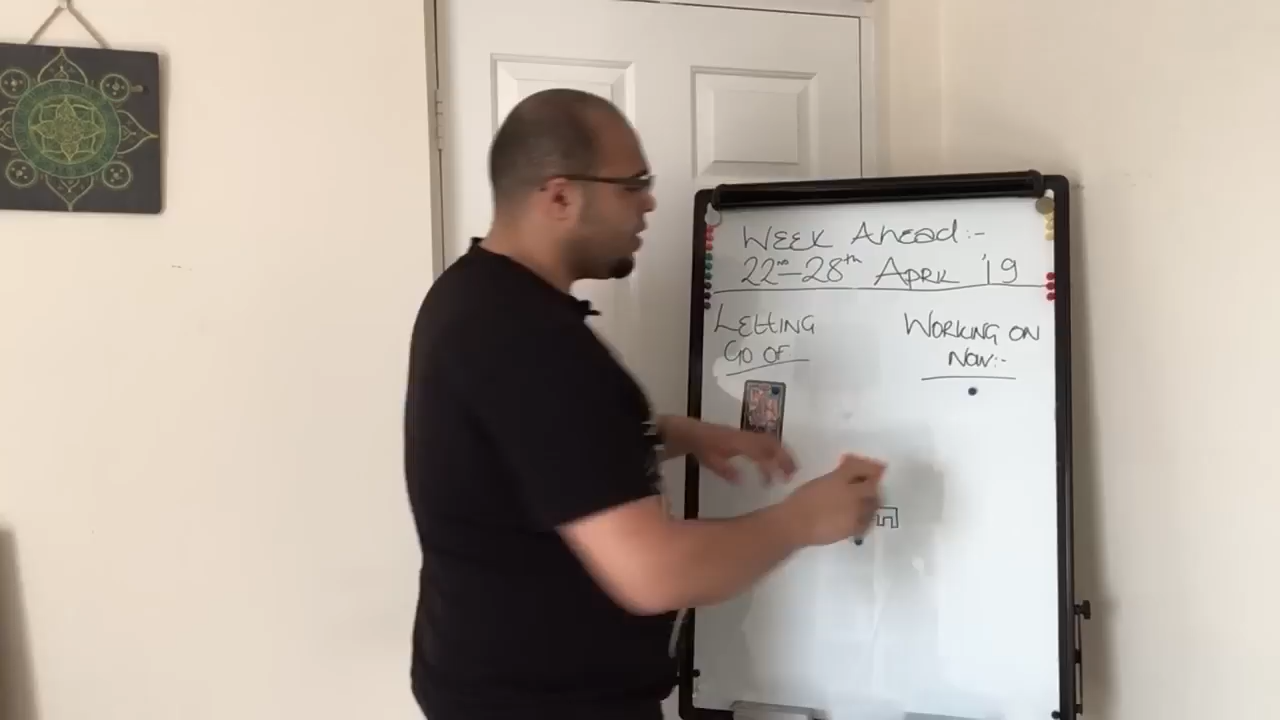 WEEK AHEAD:-
22nd-28th APRIL '19
LETTING
GO OF
WORKING ON
NOW:-